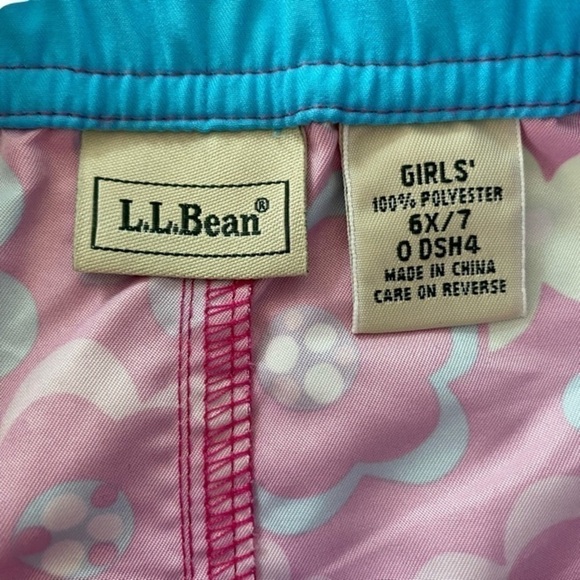 L.L.Bean®
GIRLS'
100% POLYESTER
6X/7
0 DSH4
MADE IN CHINA
CARE ON REVERSE